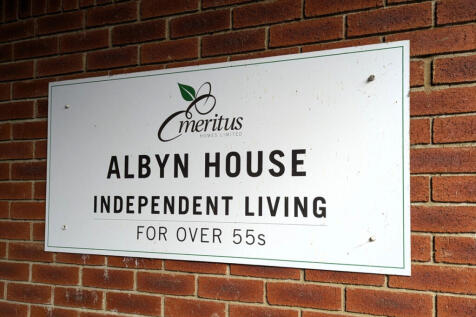 Emeritus
HOMES LIMITED
ALBYN HOUSE
INDEPENDENT LIVING
FOR OVER 55s